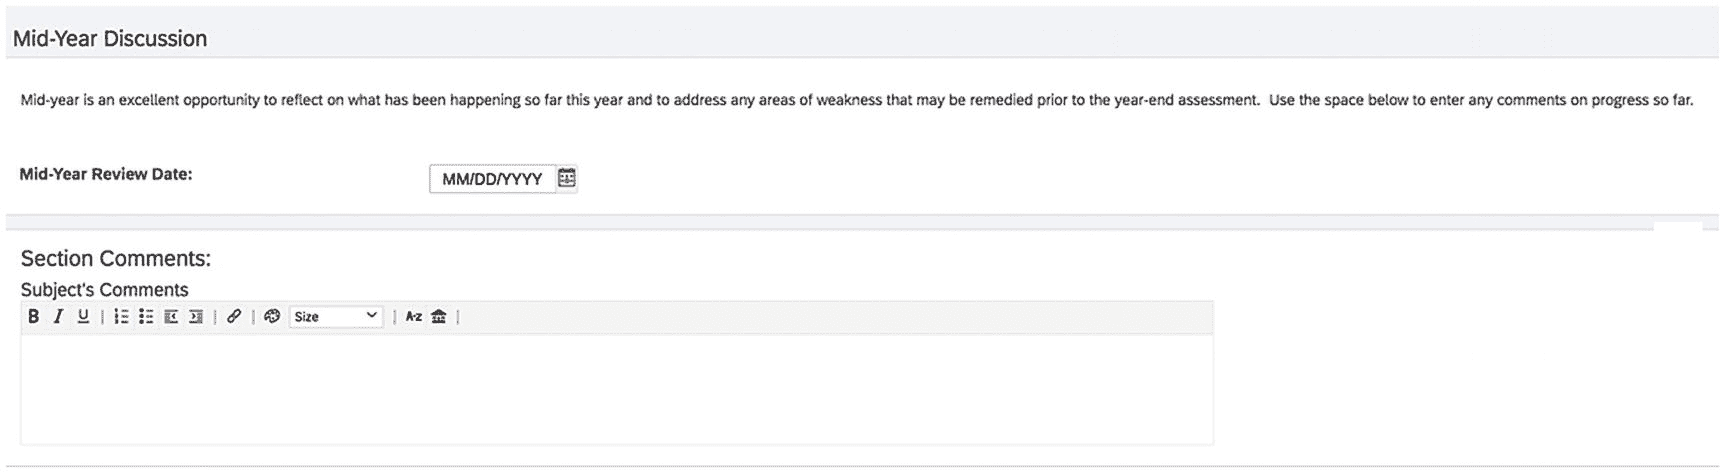 Mid-Year Discussion
Mid-year is an excellent opportunity to reflect on what has been happening so far this year and to address any areas of weakness that may be remedied prior to the year-end assessment.  Use the space below to enter any comments on progress so far.
Mid-Year Review Date: MM/DD/YYYY
Section Comments:
Subject's Comments
B I U Size A-Z